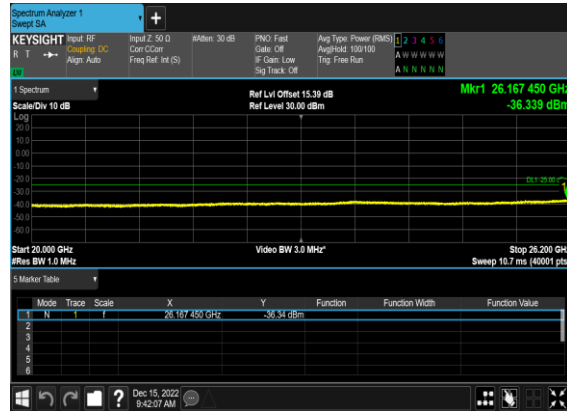 Spectrum Analyzer 1
Swept SA
+
KEYSIGHT Input: RF Input Z: 50 Ω #Atten: 30 dB PNO: Fast Avg Type: Power (RMS) 1 2 3 4 5 6
R T Coupling: DC Corr CCorr Gate: Off Avg|Hold: 100/100 A W W W W W
Align: Auto Freq Ref: Int (S) IF Gain: Low Trig: Free Run
Sig Track: Off A N N N N N
1 Spectrum Ref Lvl Offset 15.39 dB Mkr1 26.167 450 GHz
Scale/Div 10 dB Ref Level 30.00 dBm -36.339 dBm
Log
20.0
10.0
0.00
-10.0
-20.0
DL1 -25.00
-30.0
-40.0
-50.0
-60.0
Start 20.000 GHz Video BW 3.0 MHz* Stop 26.200 GHz
#Res BW 1.0 MHz Sweep 10.7 ms (40001 pts
5 Marker Table
Mode Trace Scale X Y Function Function Width Function Value
1 N 1 f 26.167 450 GHz -36.34 dBm
2
3
4
5
6
? Dec 15, 2022
9:42:07 AM